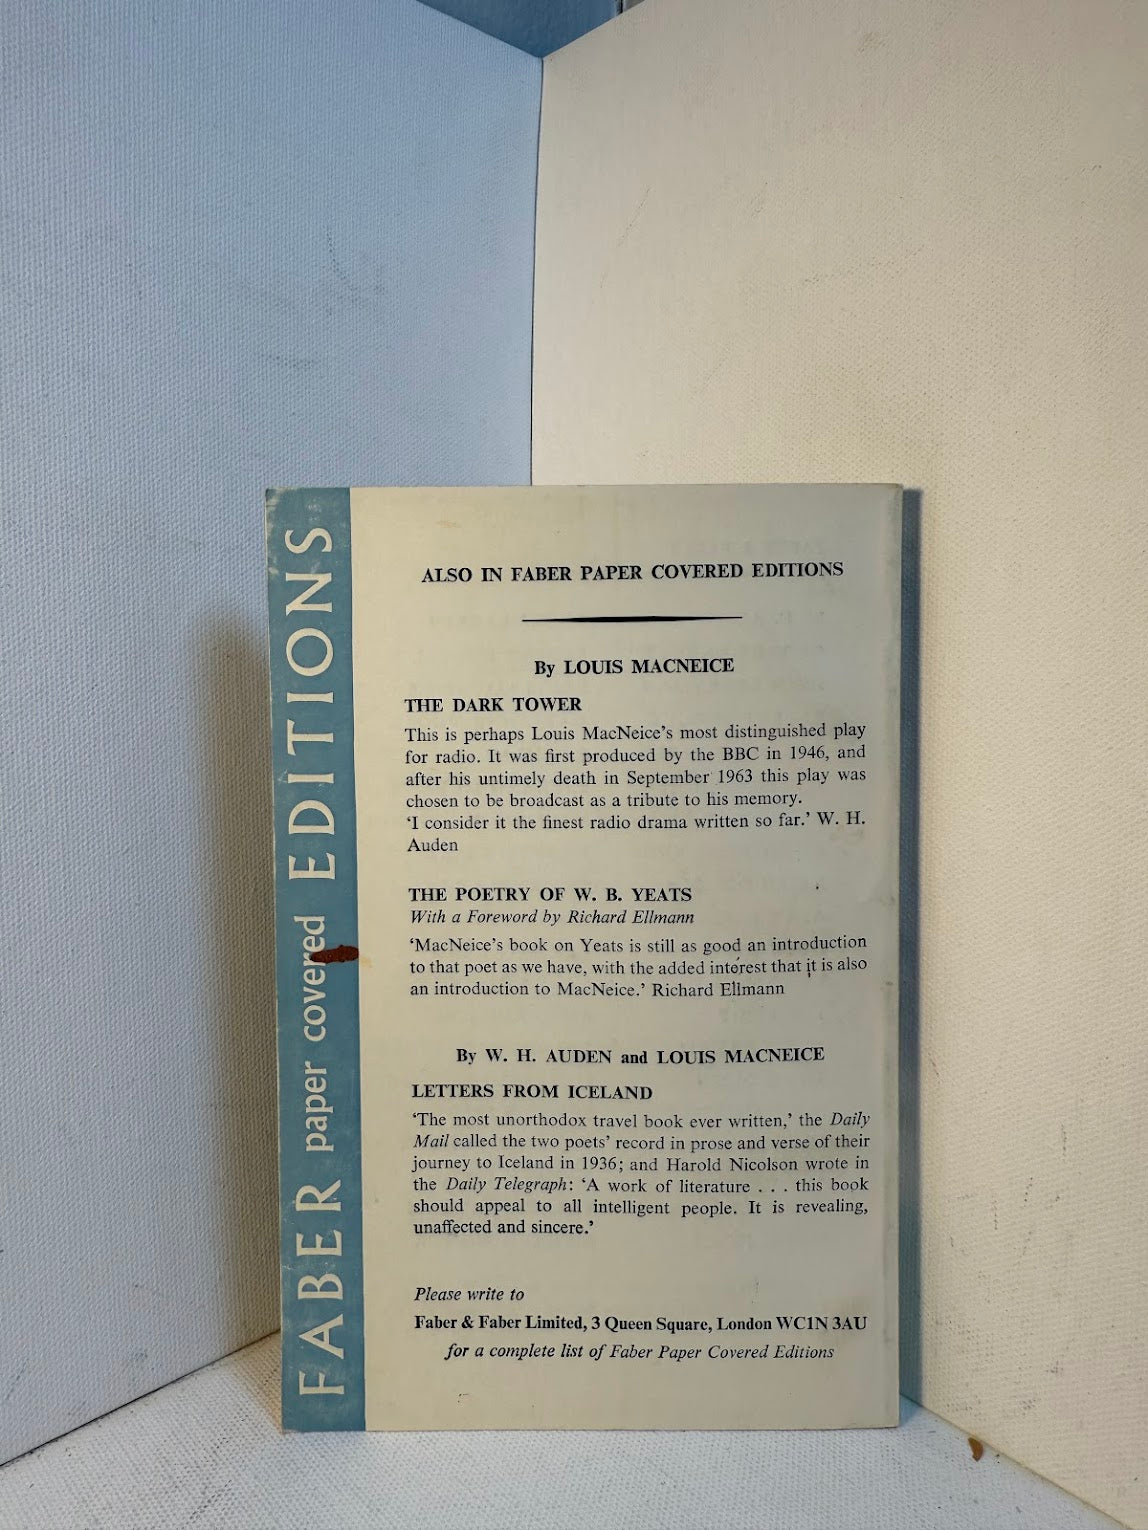 FABER paper covered EDITIONS
ALSO IN FABER PAPER COVERED EDITIONS
By LOUIS MACNEICE
THE DARK TOWER
This is perhaps Louis MacNeice's most distinguished play
for radio. It was first produced by the BBC in 1946, and
after his untimely death in September 1963 this play was
chosen to be broadcast as a tribute to his memory.
‘I consider it the finest radio drama written so far.’ W. H.
Auden
THE POETRY OF W. B. YEATS
With a Foreword by Richard Ellmann
‘MacNeice's book on Yeats is still as good an introduction
to that poet as we have, with the added interest that it is also
an introduction to MacNeice.’ Richard Ellmann
By W. H. AUDEN and LOUIS MACNEICE
LETTERS FROM ICELAND
‘The most unorthodox travel book ever written,’ the Daily
Mail called the two poets’ record in prose and verse of their
journey to Iceland in 1936; and Harold Nicolson wrote in
the Daily Telegraph: ‘A work of literature . . . this book
should appeal to all intelligent people. It is revealing,
unaffected and sincere.’
Please write to
Faber & Faber Limited, 3 Queen Square, London WC1N 3AU
for a complete list of Faber Paper Covered Editions